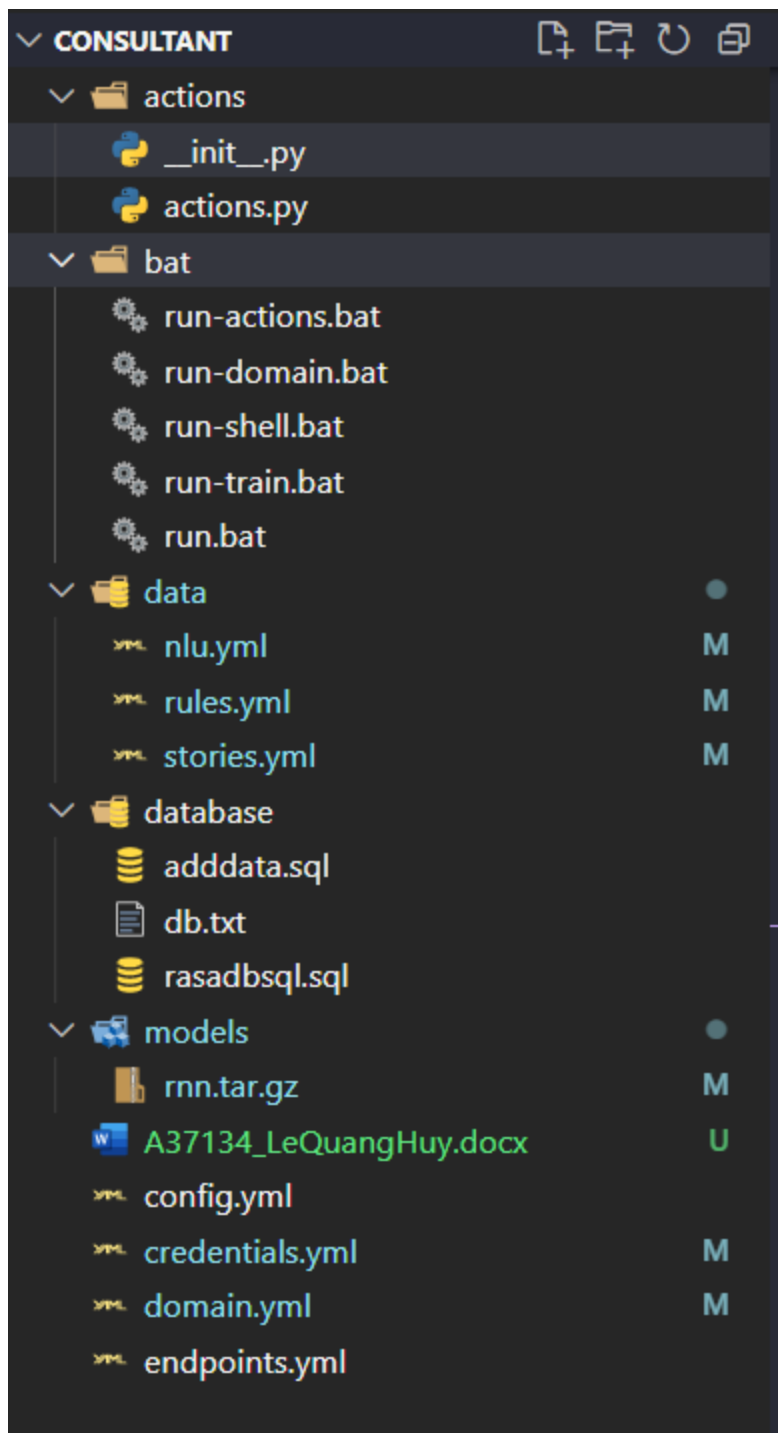 CONSULTANT
actions
__init__.py
actions.py
bat
run-actions.bat
run-domain.bat
run-shell.bat
run-train.bat
run.bat
data
nlu.yml M
rules.yml M
stories.yml M
database
adddata.sql
db.txt
rasadbsql.sql
models
rnn.tar.gz M
A37134_LeQuangHuy.docx U
config.yml
credentials.yml M
domain.yml M
endpoints.yml